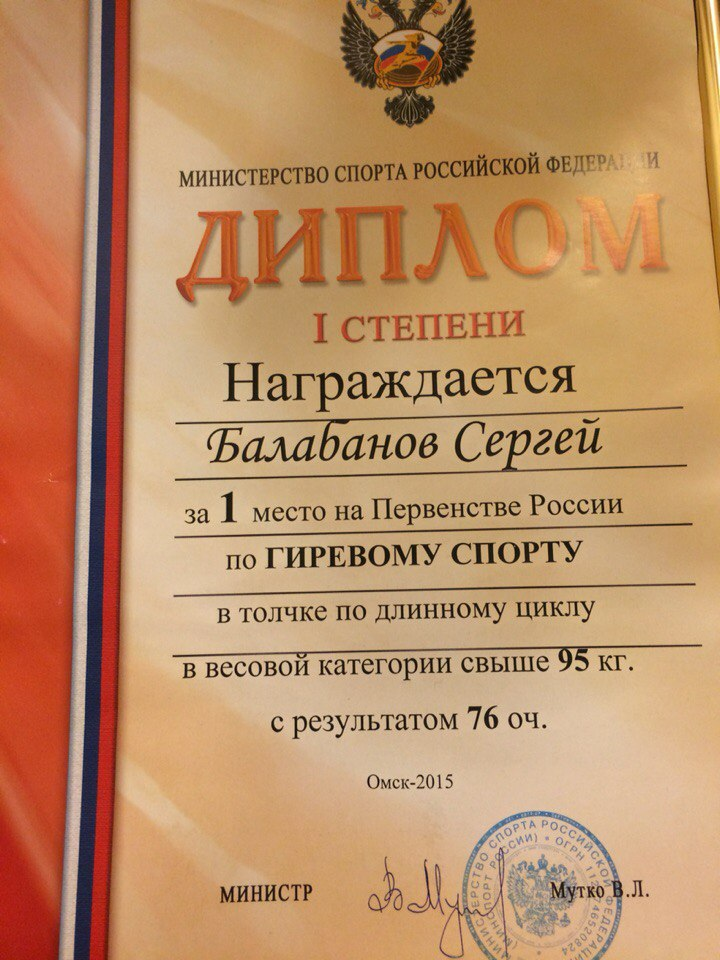 МИНИСТЕРСТВО СПОРТА РОССИЙСКОЙ ФЕДЕРАЦИИ
ДИПЛОМ
I СТЕПЕНИ
Награждается
Балабанов Сергей
за 1 место на Первенстве России
по ГИРЕВОМУ СПОРТУ
в толчке по длинному циклу
в весовой категории свыше 95 кг.
с результатом 76 оч.
Омск-2015
МИНИСТР
Мутко В.Л.
МИНИСТЕРСТВО СПОРТА РОССИЙСКОЙ ФЕДЕРАЦИИ
(МИНСПОРТ РОССИИ) • ОГРН